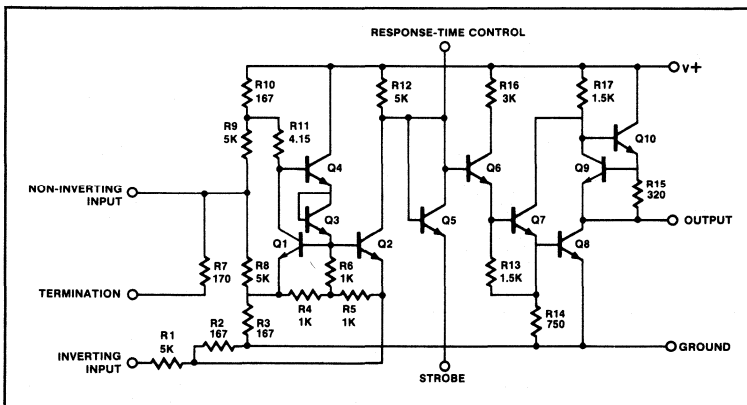 RESPONSE-TIME CONTROL
V+
R10
167
R12
5K
R16
3K
R17
1.5K
R9
5K
R11
4.15
Q4
Q10
Q6
Q9
R15
320
NON-INVERTING
INPUT
Q3
Q5
Q7
OUTPUT
Q1
Q2
Q8
R7
170
R8
5K
R6
1K
R13
1.5K
TERMINATION
R4
1K
R5
1K
R14
750
R1
5K
R2
167
R3
167
INVERTING
INPUT
GROUND
STROBE